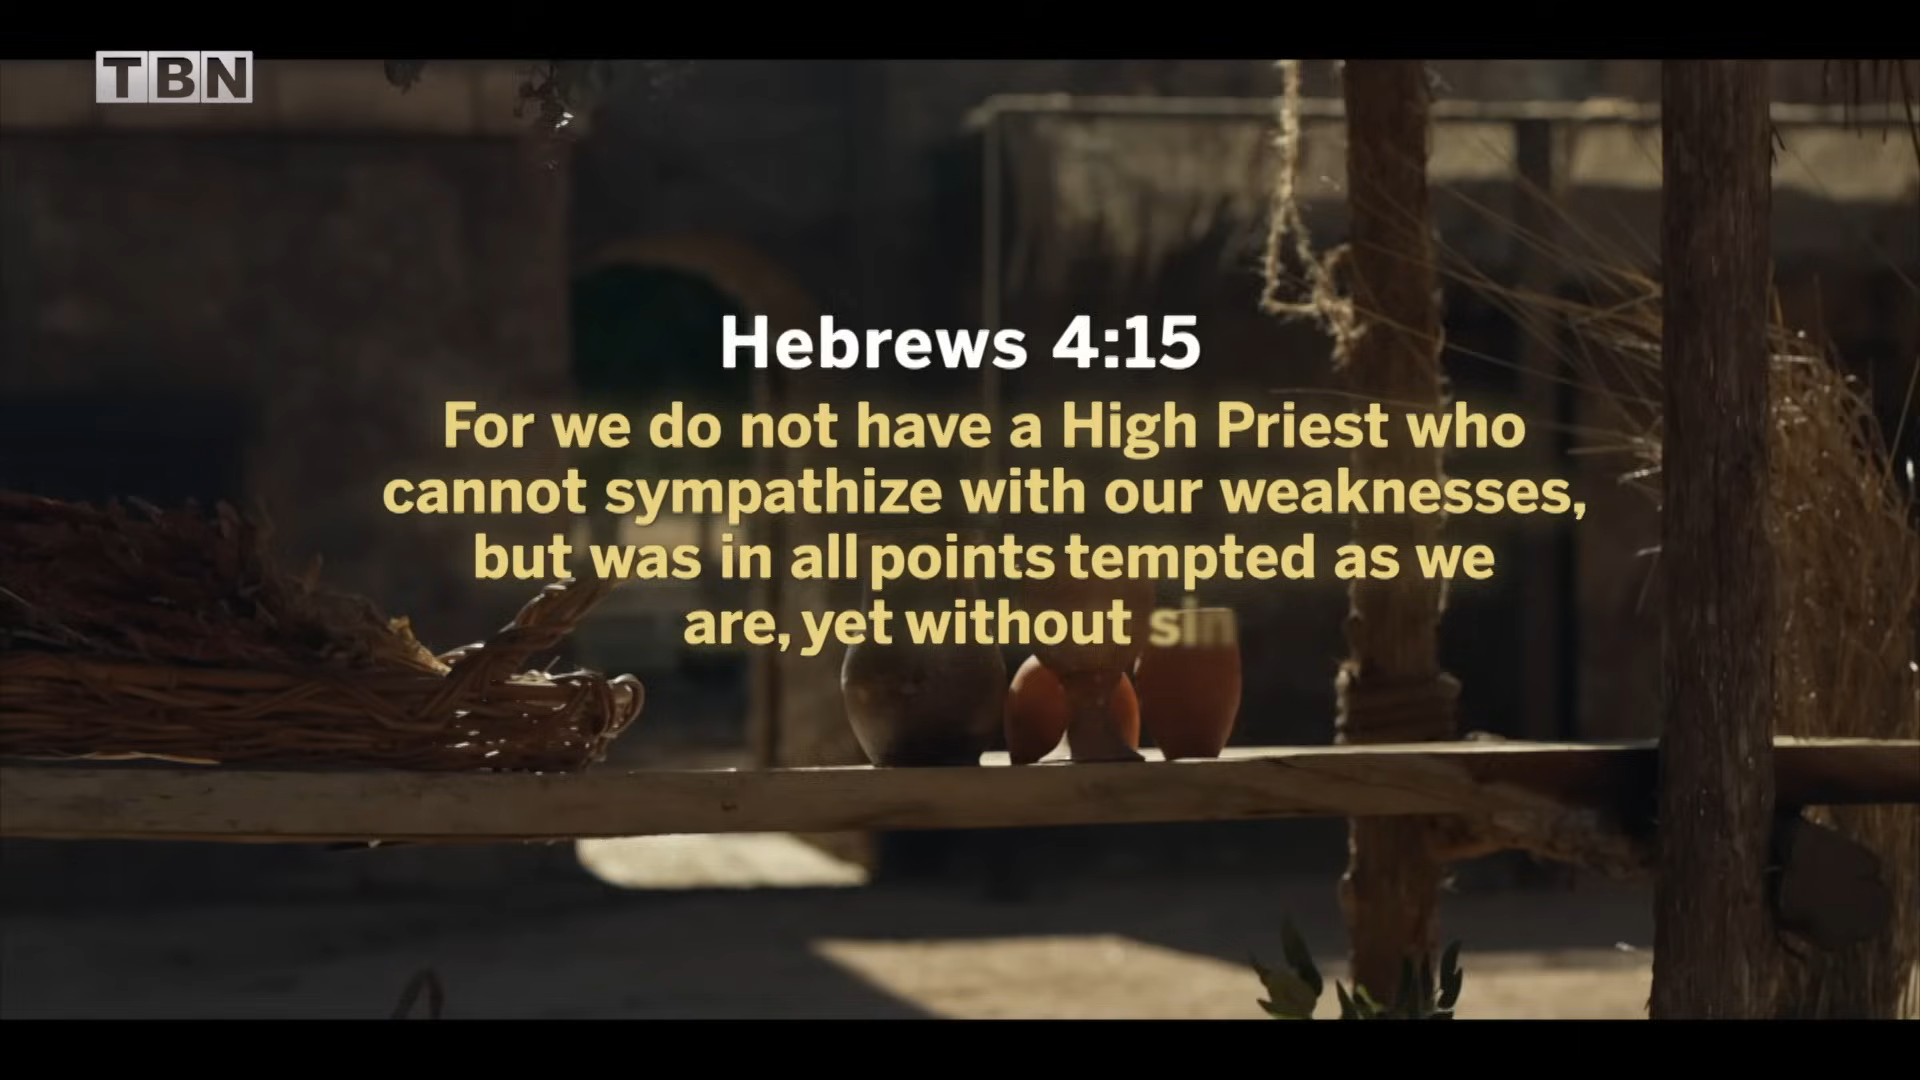 TBN
Hebrews 4:15
For we do not have a High Priest who
cannot sympathize with our weaknesses,
but was in all points tempted as we
are, yet without sin